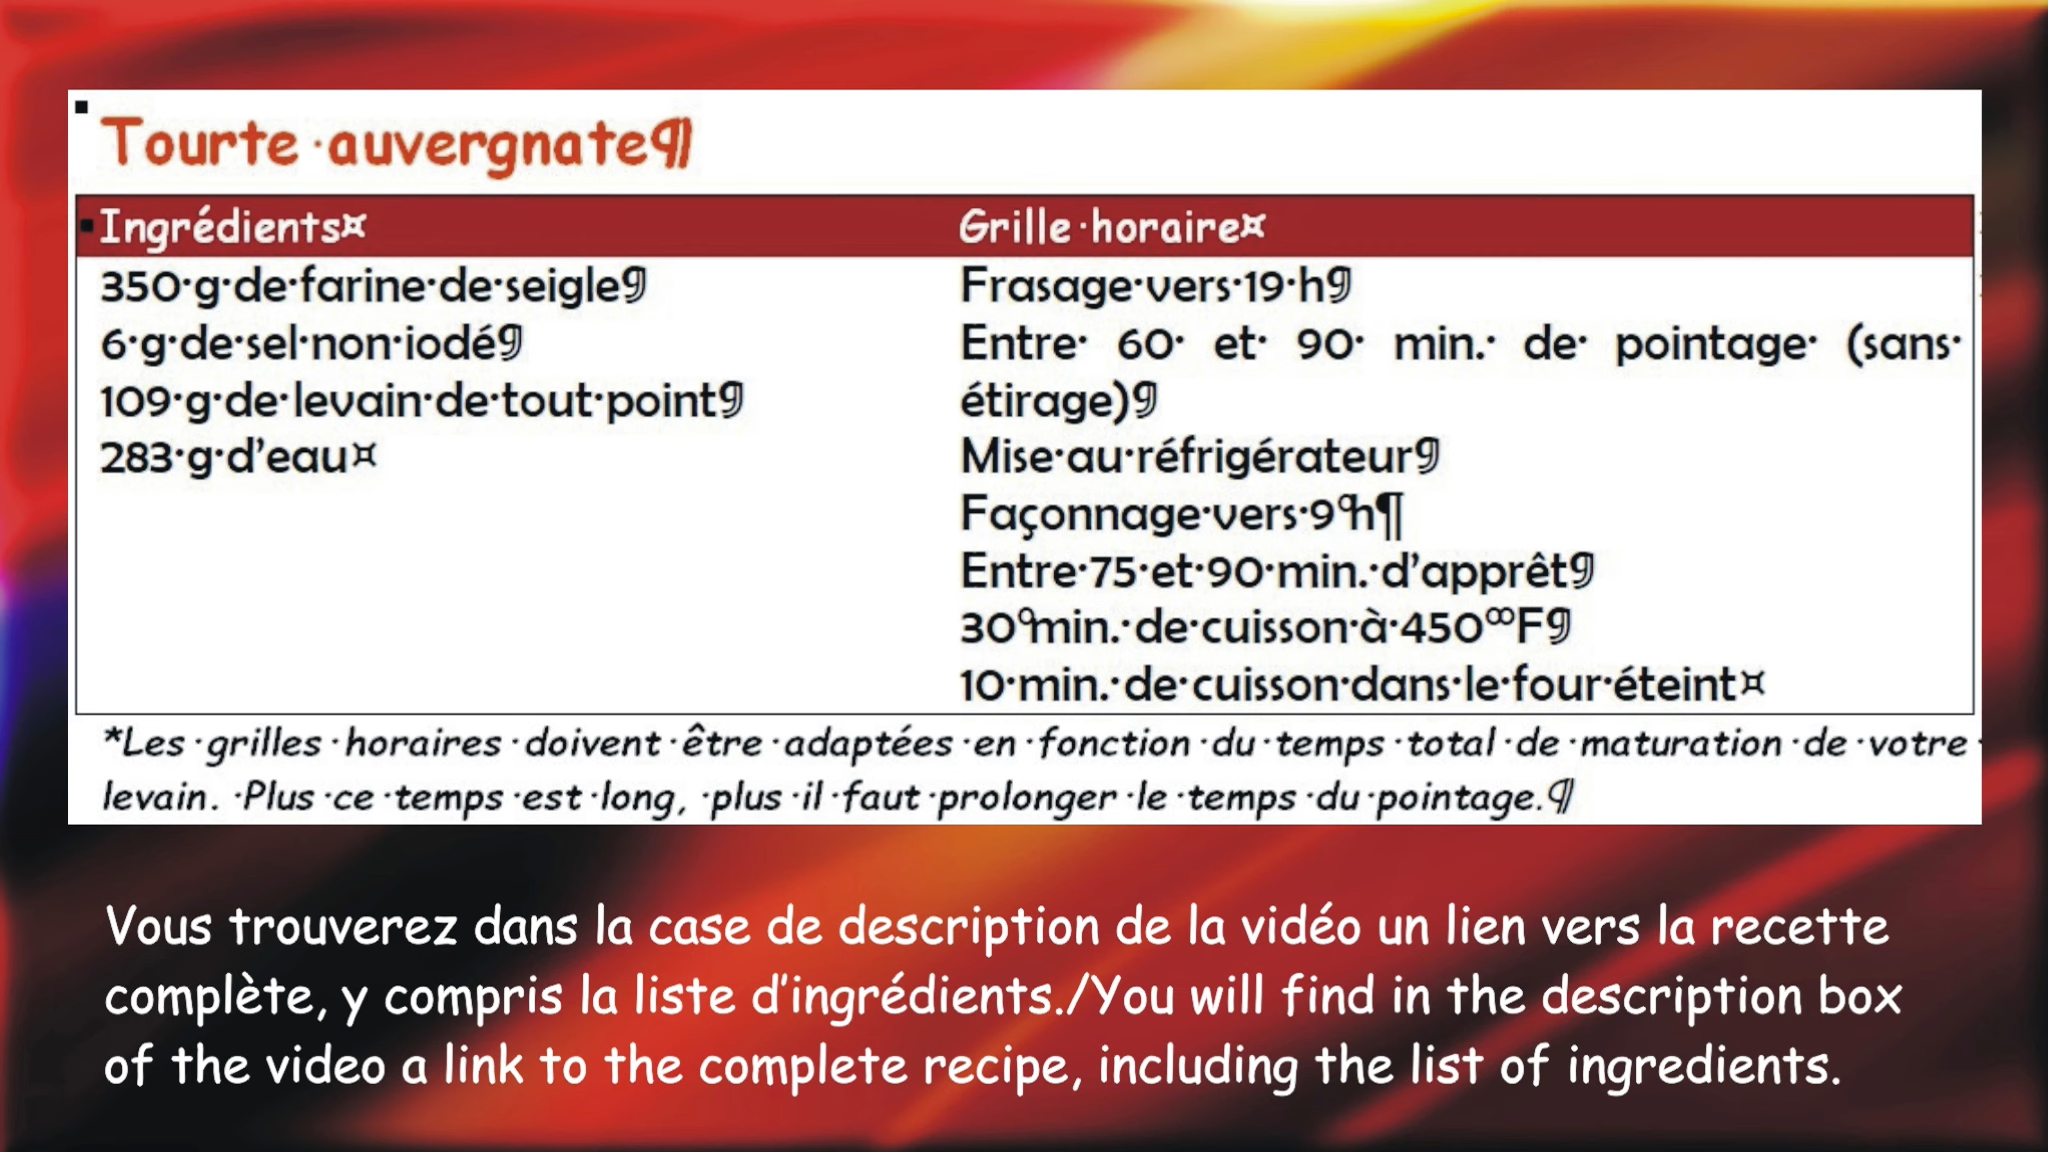 Tourte auvergnate¶
Ingrédients¤
Grille horaire¤
350·g·de·farine·de·seigle¶
6·g·de·sel·non·iodé¶
109·g·de·levain·de·tout·point¶
283·g·d’eau¤
Frasage·vers·19·h¶
Entre· 60· et· 90· min.· de· pointage· (sans·
étirage)¶
Mise·au·réfrigérateur¶
Façonnage·vers·9°h¶
Entre·75·et·90·min.·d’apprêt¶
30°min.·de·cuisson·à·450°°F¶
10·min.·de·cuisson·dans·le·four·éteint¤
*Les·grilles·horaires·doivent·être·adaptées·en·fonction·du·temps·total·de·maturation·de·votre·
levain. ·Plus·ce·temps·est·long, ·plus·il·faut·prolonger·le·temps·du·pointage.¶
Vous trouverez dans la case de description de la vidéo un lien vers la recette
complète, y compris la liste d’ingrédients./You will find in the description box
of the video a link to the complete recipe, including the list of ingredients.